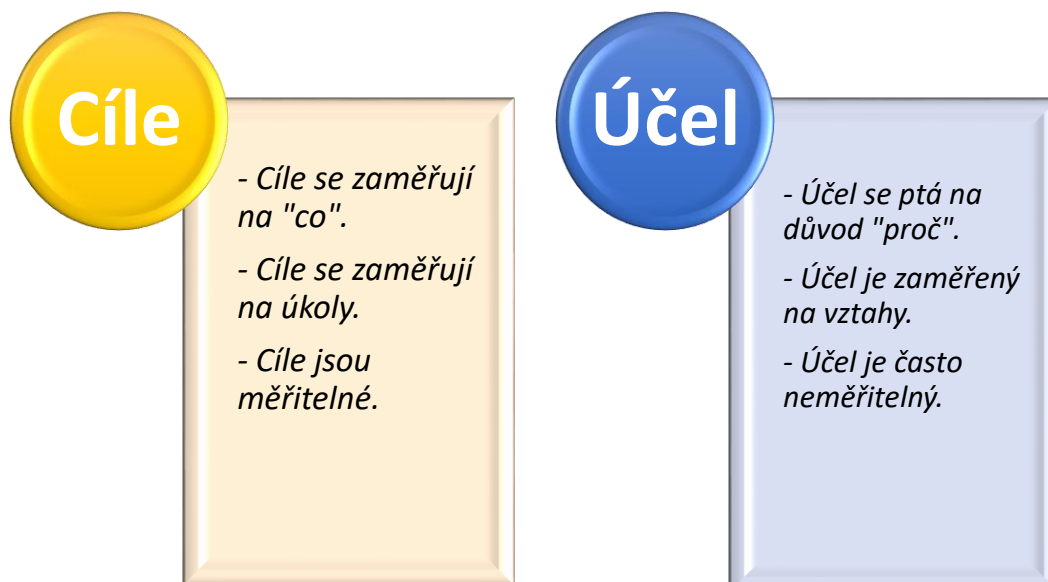 Cíle
- Cíle se zaměřují
na "co".
- Cíle se zaměřují
na úkoly.
- Cíle jsou
měřitelné.
Účel
- Účel se ptá na
důvod "proč".
- Účel je zaměřený
na vztahy.
- Účel je často
neměřitelný.